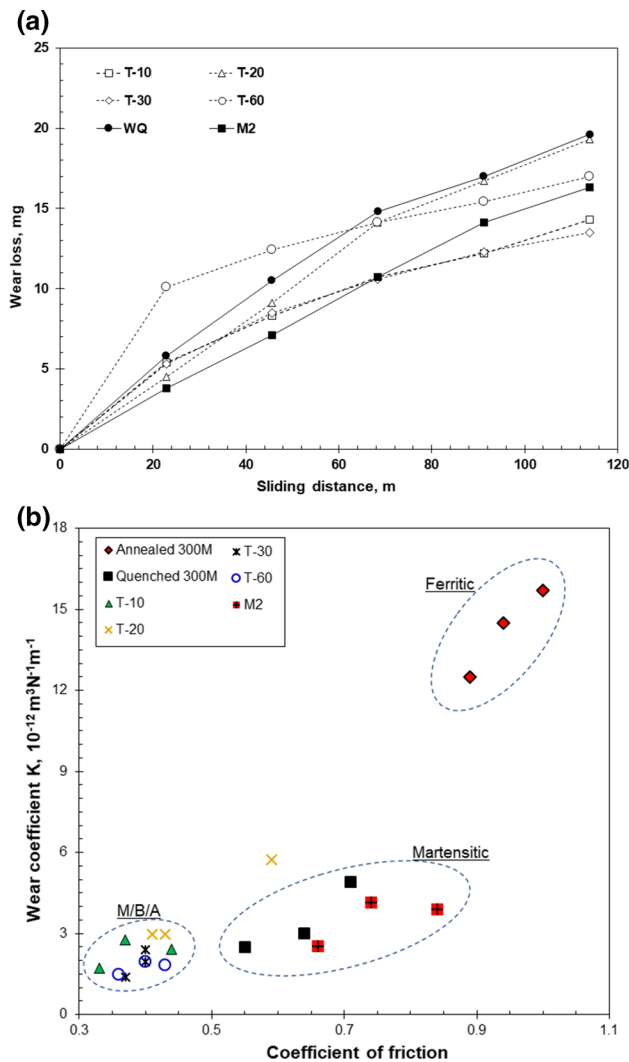 (a)
25
20
15
10
5
0
0 20 40 60 80 100 120
Wear loss, mg
Sliding distance, m
T-10 T-20
T-30 T-60
WQ M2
(b)
18
15
12
9
6
3
0
0.3 0.5 0.7 0.9 1.1
Wear coefficient K, 10⁻¹² m³N⁻¹m⁻¹
Coefficient of friction
Annealed 300M T-30
Quenched 300M T-60
T-10 M2
T-20
Ferritic
Martensitic
M/B/A